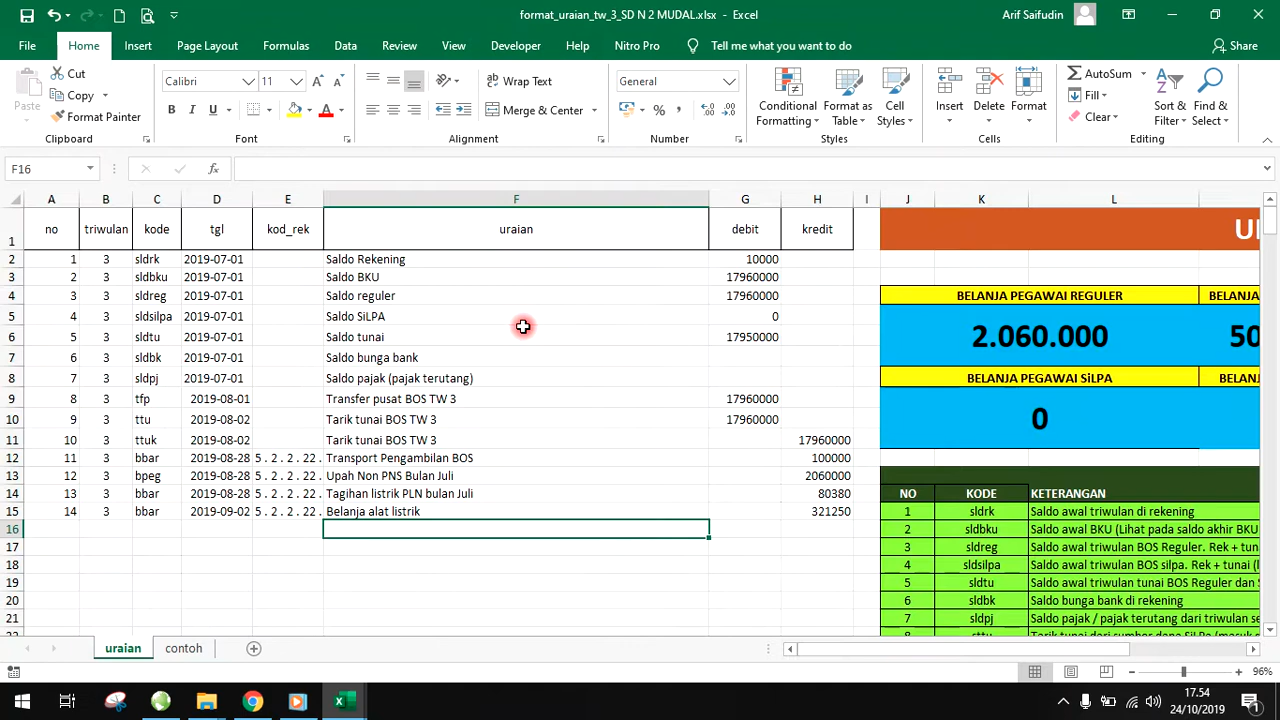 format_uraian_tw_3_SD N 2 MUDAL.xlsx - Excel
Arif Saifudin
File Home Insert Page Layout Formulas Data Review View Developer Help Nitro Pro Tell me what you want to do Share
Paste
Cut
Copy
Format Painter
Calibri 11
B I U
Wrap Text
Merge & Center
General
Conditional Formatting
Format as Table
Cell Styles
Insert
Delete
Format
AutoSum
Fill
Clear
Sort & Filter
Find & Select
Clipboard Font Alignment Number Styles Cells Editing
F16
A B C D E F G H I J K L
1 no triwulan kode tgl kod_rek uraian debit kredit
2 1 3 sldrk 2019-07-01 Saldo Rekening 10000
3 2 3 sldbku 2019-07-01 Saldo BKU 17960000
4 3 3 sldreg 2019-07-01 Saldo reguler 17960000
5 4 3 sldsilpa 2019-07-01 Saldo SiLPA 0
6 5 3 sldtu 2019-07-01 Saldo tunai 17950000
7 6 3 sldbk 2019-07-01 Saldo bunga bank
8 7 3 sldpj 2019-07-01 Saldo pajak (pajak terutang)
9 8 3 tfp 2019-08-01 Transfer pusat BOS TW 3 17960000
10 9 3 ttu 2019-08-02 Tarik tunai BOS TW 3 17960000
11 10 3 ttuk 2019-08-02 Tarik tunai BOS TW 3 17960000
12 11 3 bbar 2019-08-28 5 . 2 . 2 . 22 . Transport Pengambilan BOS 100000
13 12 3 bpeg 2019-08-28 5 . 2 . 2 . 22 . Upah Non PNS Bulan Juli 2060000
14 13 3 bbar 2019-08-28 5 . 2 . 2 . 22 . Tagihan listrik PLN bulan Juli 80380
15 14 3 bbar 2019-09-02 5 . 2 . 2 . 22 . Belanja alat listrik 321250
16
17
18
19
20
21
BELANJA PEGAWAI REGULER
2.060.000 50
BELANJA PEGAWAI SiLPA
0
NO KODE KETERANGAN
1 sldrk Saldo awal triwulan di rekening
2 sldbku Saldo awal BKU (Lihat pada saldo akhir BKU
3 sldreg Saldo awal triwulan BOS Reguler. Rek + tun
4 sldsilpa Saldo awal triwulan BOS silpa. Rek + tunai (l
5 sldtu Saldo awal triwulan tunai BOS Reguler dan S
6 sldbk Saldo bunga bank di rekening
7 sldpj Saldo pajak / pajak terutang dari triwulan se
uraian contoh
96%
17.54
24/10/2019